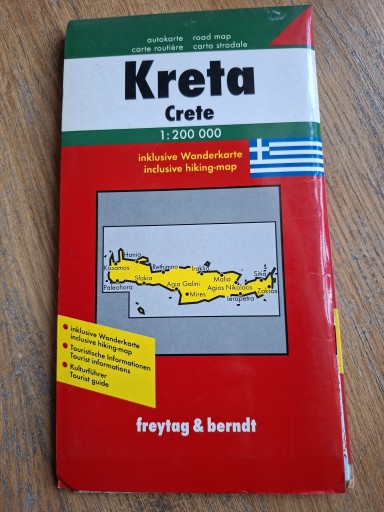 autokarte road map
carte routière carta stradale
Kreta
Crete
1:200 000
inklusive Wanderkarte
inclusive hiking-map
Hania
Kissamos
Rethimno
Iraklio
Sitia
Sfakia
Malia
Paleohora
Agia Galini
Agios Nikolaos
Zakros
Mires
Ierapetra
inklusive Wanderkarte
inclusive hiking-map
Touristische Informationen
Tourist informations
Kulturführer
Tourist guide
freytag & berndt